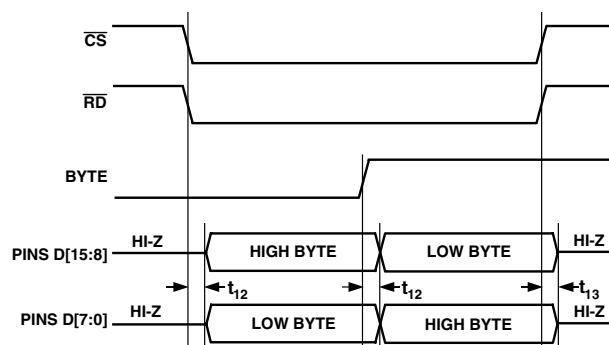 CS
RD
BYTE
PINS D[15:8] HI-Z HIGH BYTE LOW BYTE HI-Z
t12 t12 t13
PINS D[7:0] HI-Z LOW BYTE HIGH BYTE HI-Z